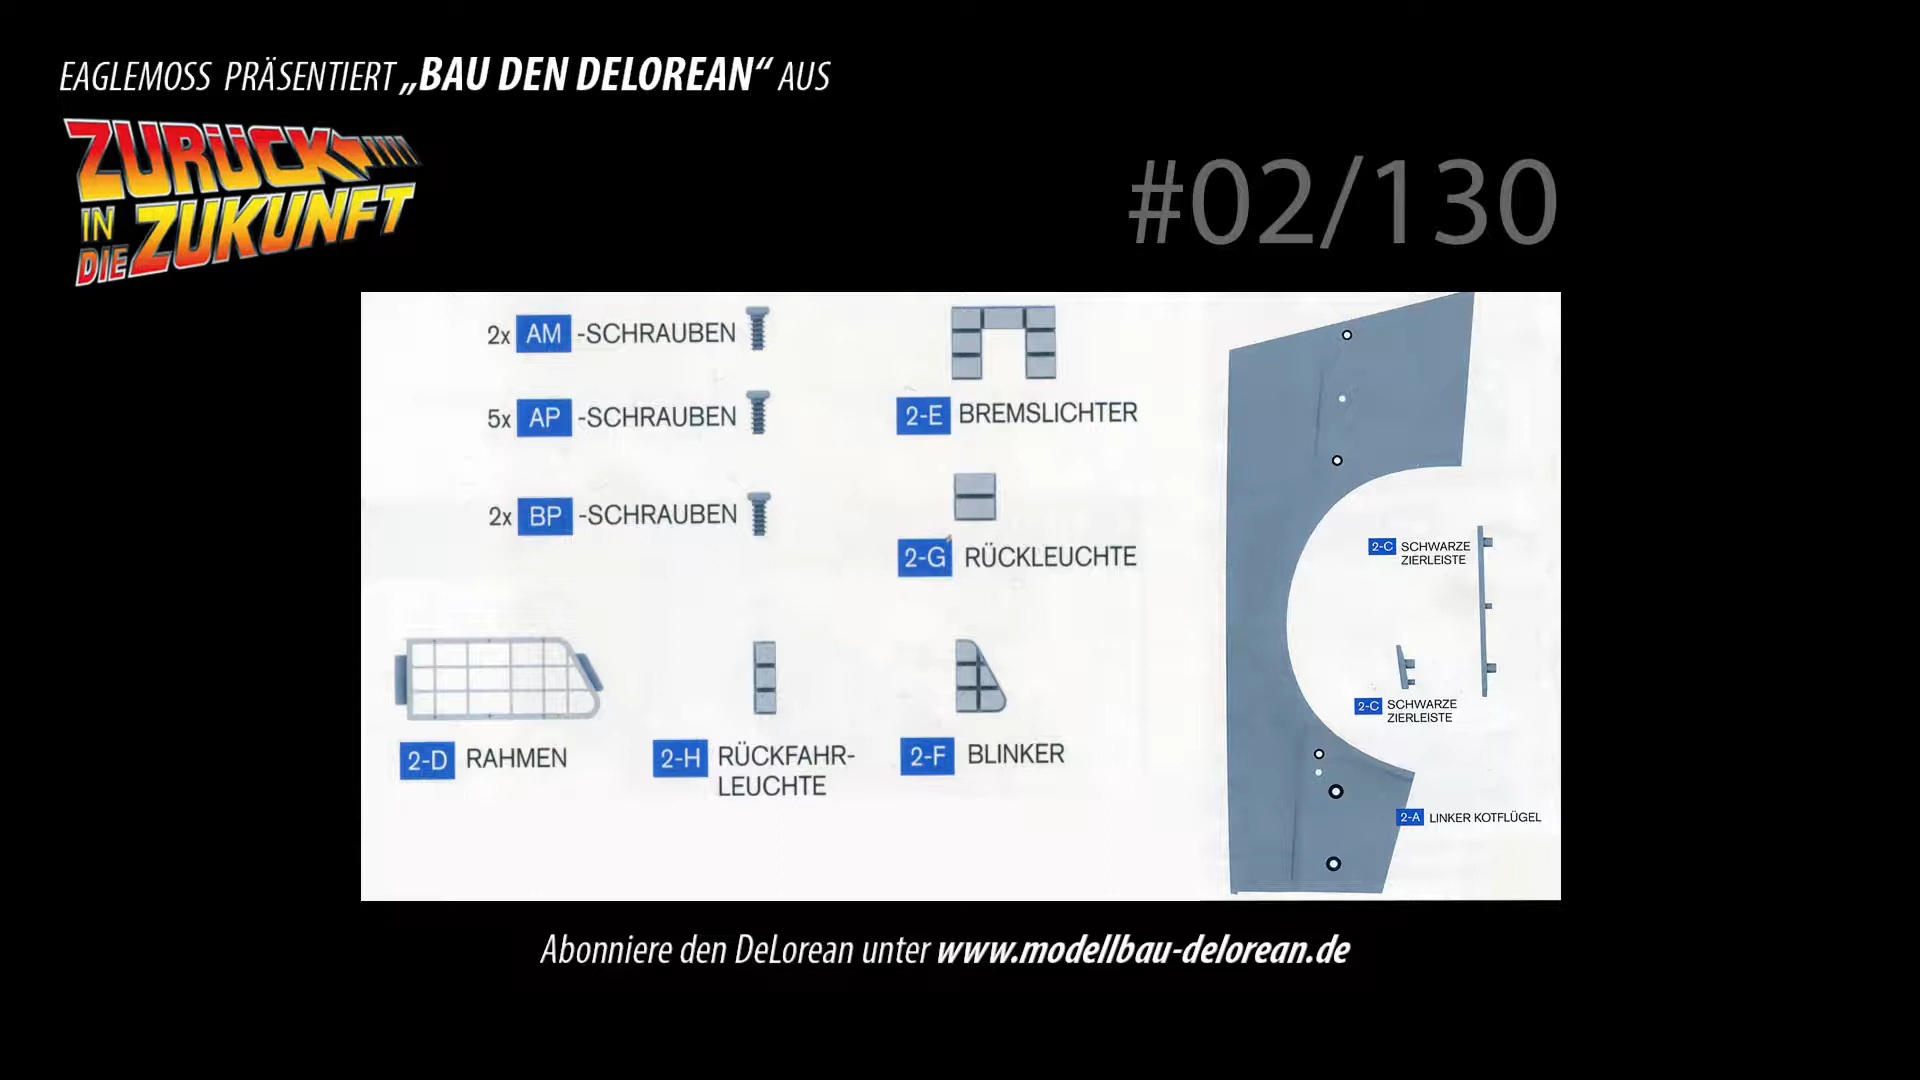 EAGLEMOSS PRÄSENTIERT „BAU DEN DELOREAN“ AUS
ZURÜCK
IN
DIE ZUKUNFT
#02/130
2x AM -SCHRAUBEN
5x AP -SCHRAUBEN
2x BP -SCHRAUBEN
2-E BREMSLICHTER
2-G RÜCKLEUCHTE
2-D RAHMEN
2-H RÜCKFAHR-
LEUCHTE
2-F BLINKER
2-C SCHWARZE
ZIERLEISTE
2-C SCHWARZE
ZIERLEISTE
2-A LINKER KOTFLÜGEL
Abonniere den DeLorean unter www.modellbau-delorean.de